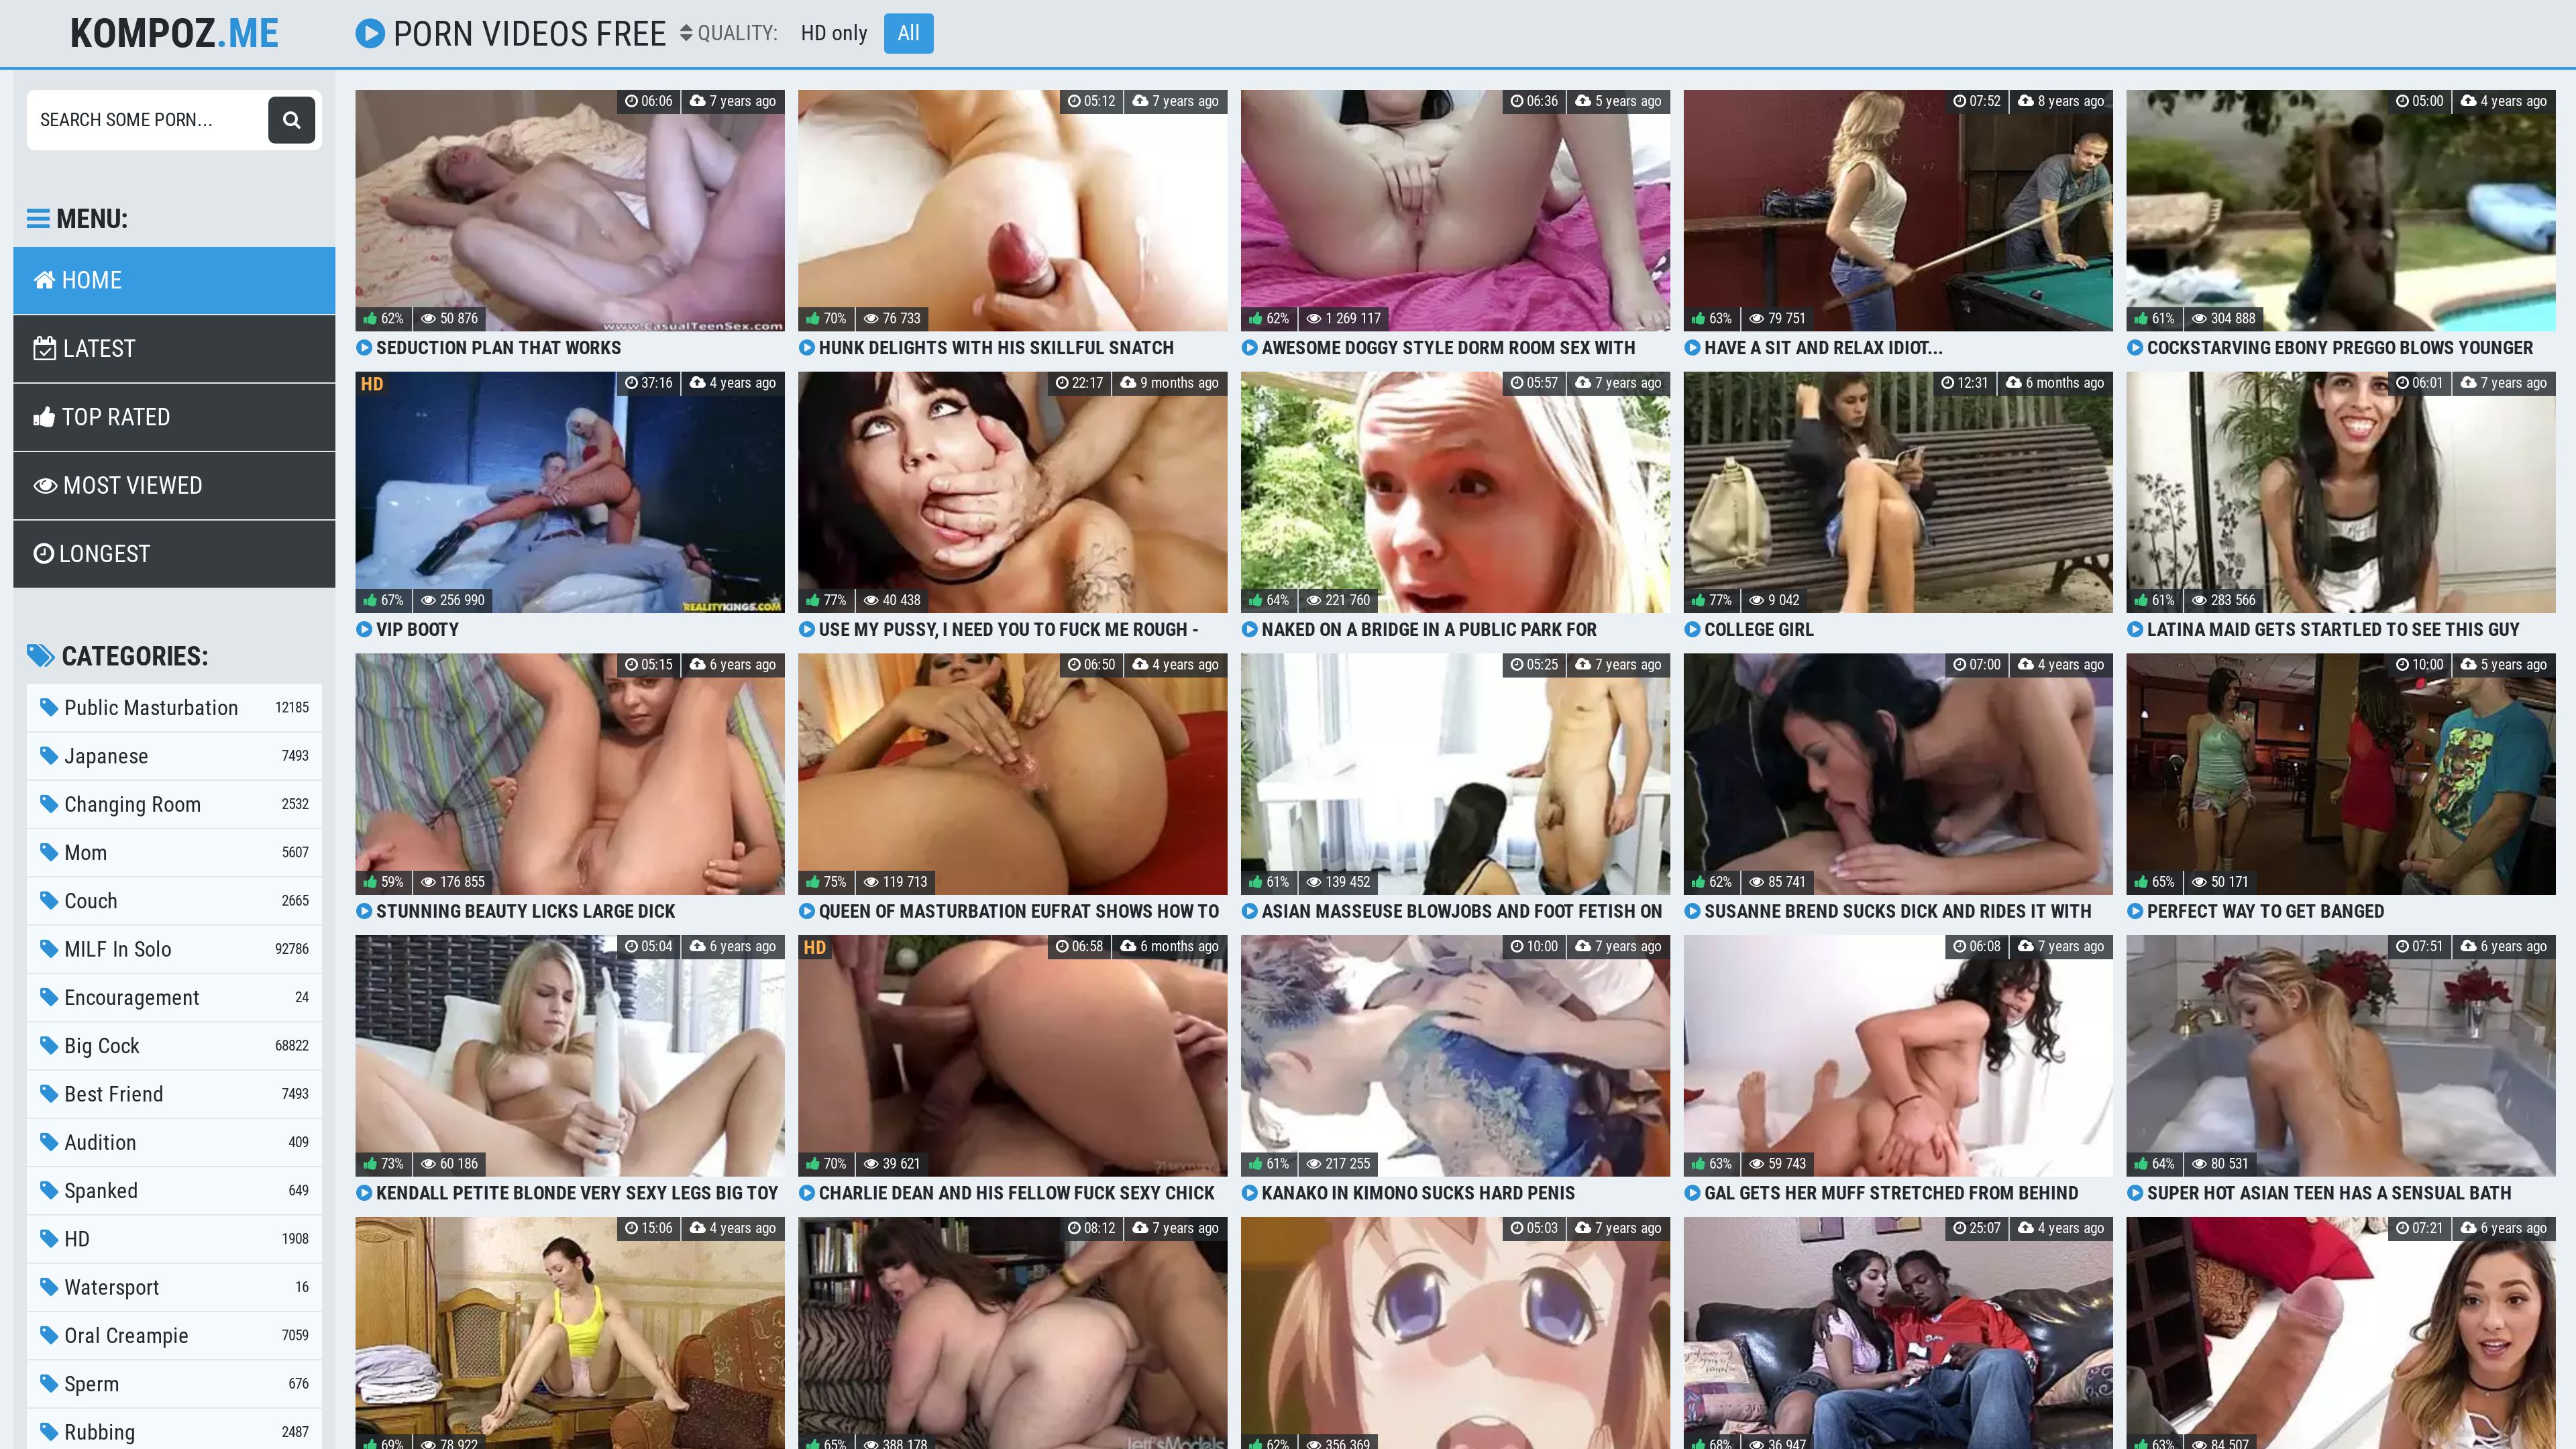 KOMPOZ.ME
PORN VIDEOS FREE
QUALITY:
HD only
All
SEARCH SOME PORN...
MENU:
HOME
LATEST
TOP RATED
MOST VIEWED
LONGEST
CATEGORIES:
Public Masturbation 12185
Japanese 7493
Changing Room 2532
Mom 5607
Couch 2665
MILF In Solo 92786
Encouragement 24
Big Cock 68822
Best Friend 7493
Audition 409
Spanked 649
HD 1908
Watersport 16
Oral Creampie 7059
Sperm 676
Rubbing 2487
06:06 7 years ago
www.CasualTeenSex.com
62% 50 876
SEDUCTION PLAN THAT WORKS
05:12 7 years ago
70% 76 733
HUNK DELIGHTS WITH HIS SKILLFUL SNATCH
06:36 5 years ago
62% 1 269 117
AWESOME DOGGY STYLE DORM ROOM SEX WITH
07:52 8 years ago
63% 79 751
HAVE A SIT AND RELAX IDIOT...
05:00 4 years ago
61% 304 888
COCKSTARVING EBONY PREGGO BLOWS YOUNGER
HD 37:16 4 years ago
67% 256 990
REALITYKINGS.COM
VIP BOOTY
22:17 9 months ago
77% 40 438
USE MY PUSSY, I NEED YOU TO FUCK ME ROUGH -
05:57 7 years ago
64% 221 760
NAKED ON A BRIDGE IN A PUBLIC PARK FOR
12:31 6 months ago
77% 9 042
COLLEGE GIRL
06:01 7 years ago
61% 283 566
LATINA MAID GETS STARTLED TO SEE THIS GUY
05:15 6 years ago
59% 176 855
STUNNING BEAUTY LICKS LARGE DICK
06:50 4 years ago
75% 119 713
QUEEN OF MASTURBATION EUFRAT SHOWS HOW TO
05:25 7 years ago
61% 139 452
ASIAN MASSEUSE BLOWJOBS AND FOOT FETISH ON
07:00 4 years ago
62% 85 741
SUSANNE BREND SUCKS DICK AND RIDES IT WITH
10:00 5 years ago
65% 50 171
PERFECT WAY TO GET BANGED
05:04 6 years ago
73% 60 186
KENDALL PETITE BLONDE VERY SEXY LEGS BIG TOY
HD 06:58 6 months ago
70% 39 621
CHARLIE DEAN AND HIS FELLOW FUCK SEXY CHICK
10:00 7 years ago
61% 217 255
KANAKO IN KIMONO SUCKS HARD PENIS
06:08 7 years ago
63% 59 743
GAL GETS HER MUFF STRETCHED FROM BEHIND
07:51 6 years ago
64% 80 531
SUPER HOT ASIAN TEEN HAS A SENSUAL BATH
15:06 4 years ago
69% 78 922
08:12 7 years ago
65% 388 178
Jeff'sModels
05:03 7 years ago
62% 356 369
25:07 4 years ago
68% 36 947
07:21 6 years ago
63% 84 507